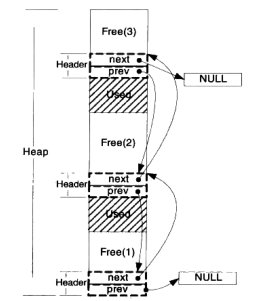 Free(3)
Header
next
prev
NULL
Used
Free(2)
Heap
Header
next
prev
Used
Free(1)
Header
next
prev
NULL